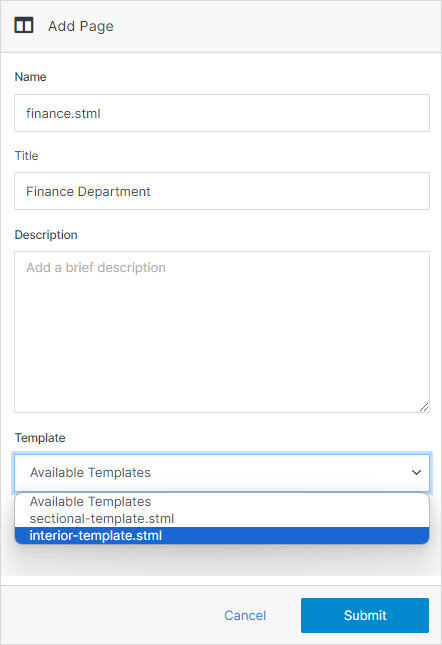 Add Page
Name
finance.stml
Title
Finance Department
Description
Add a brief description
Template
Available Templates
Available Templates
sectional-template.stml
interior-template.stml
Cancel
Submit